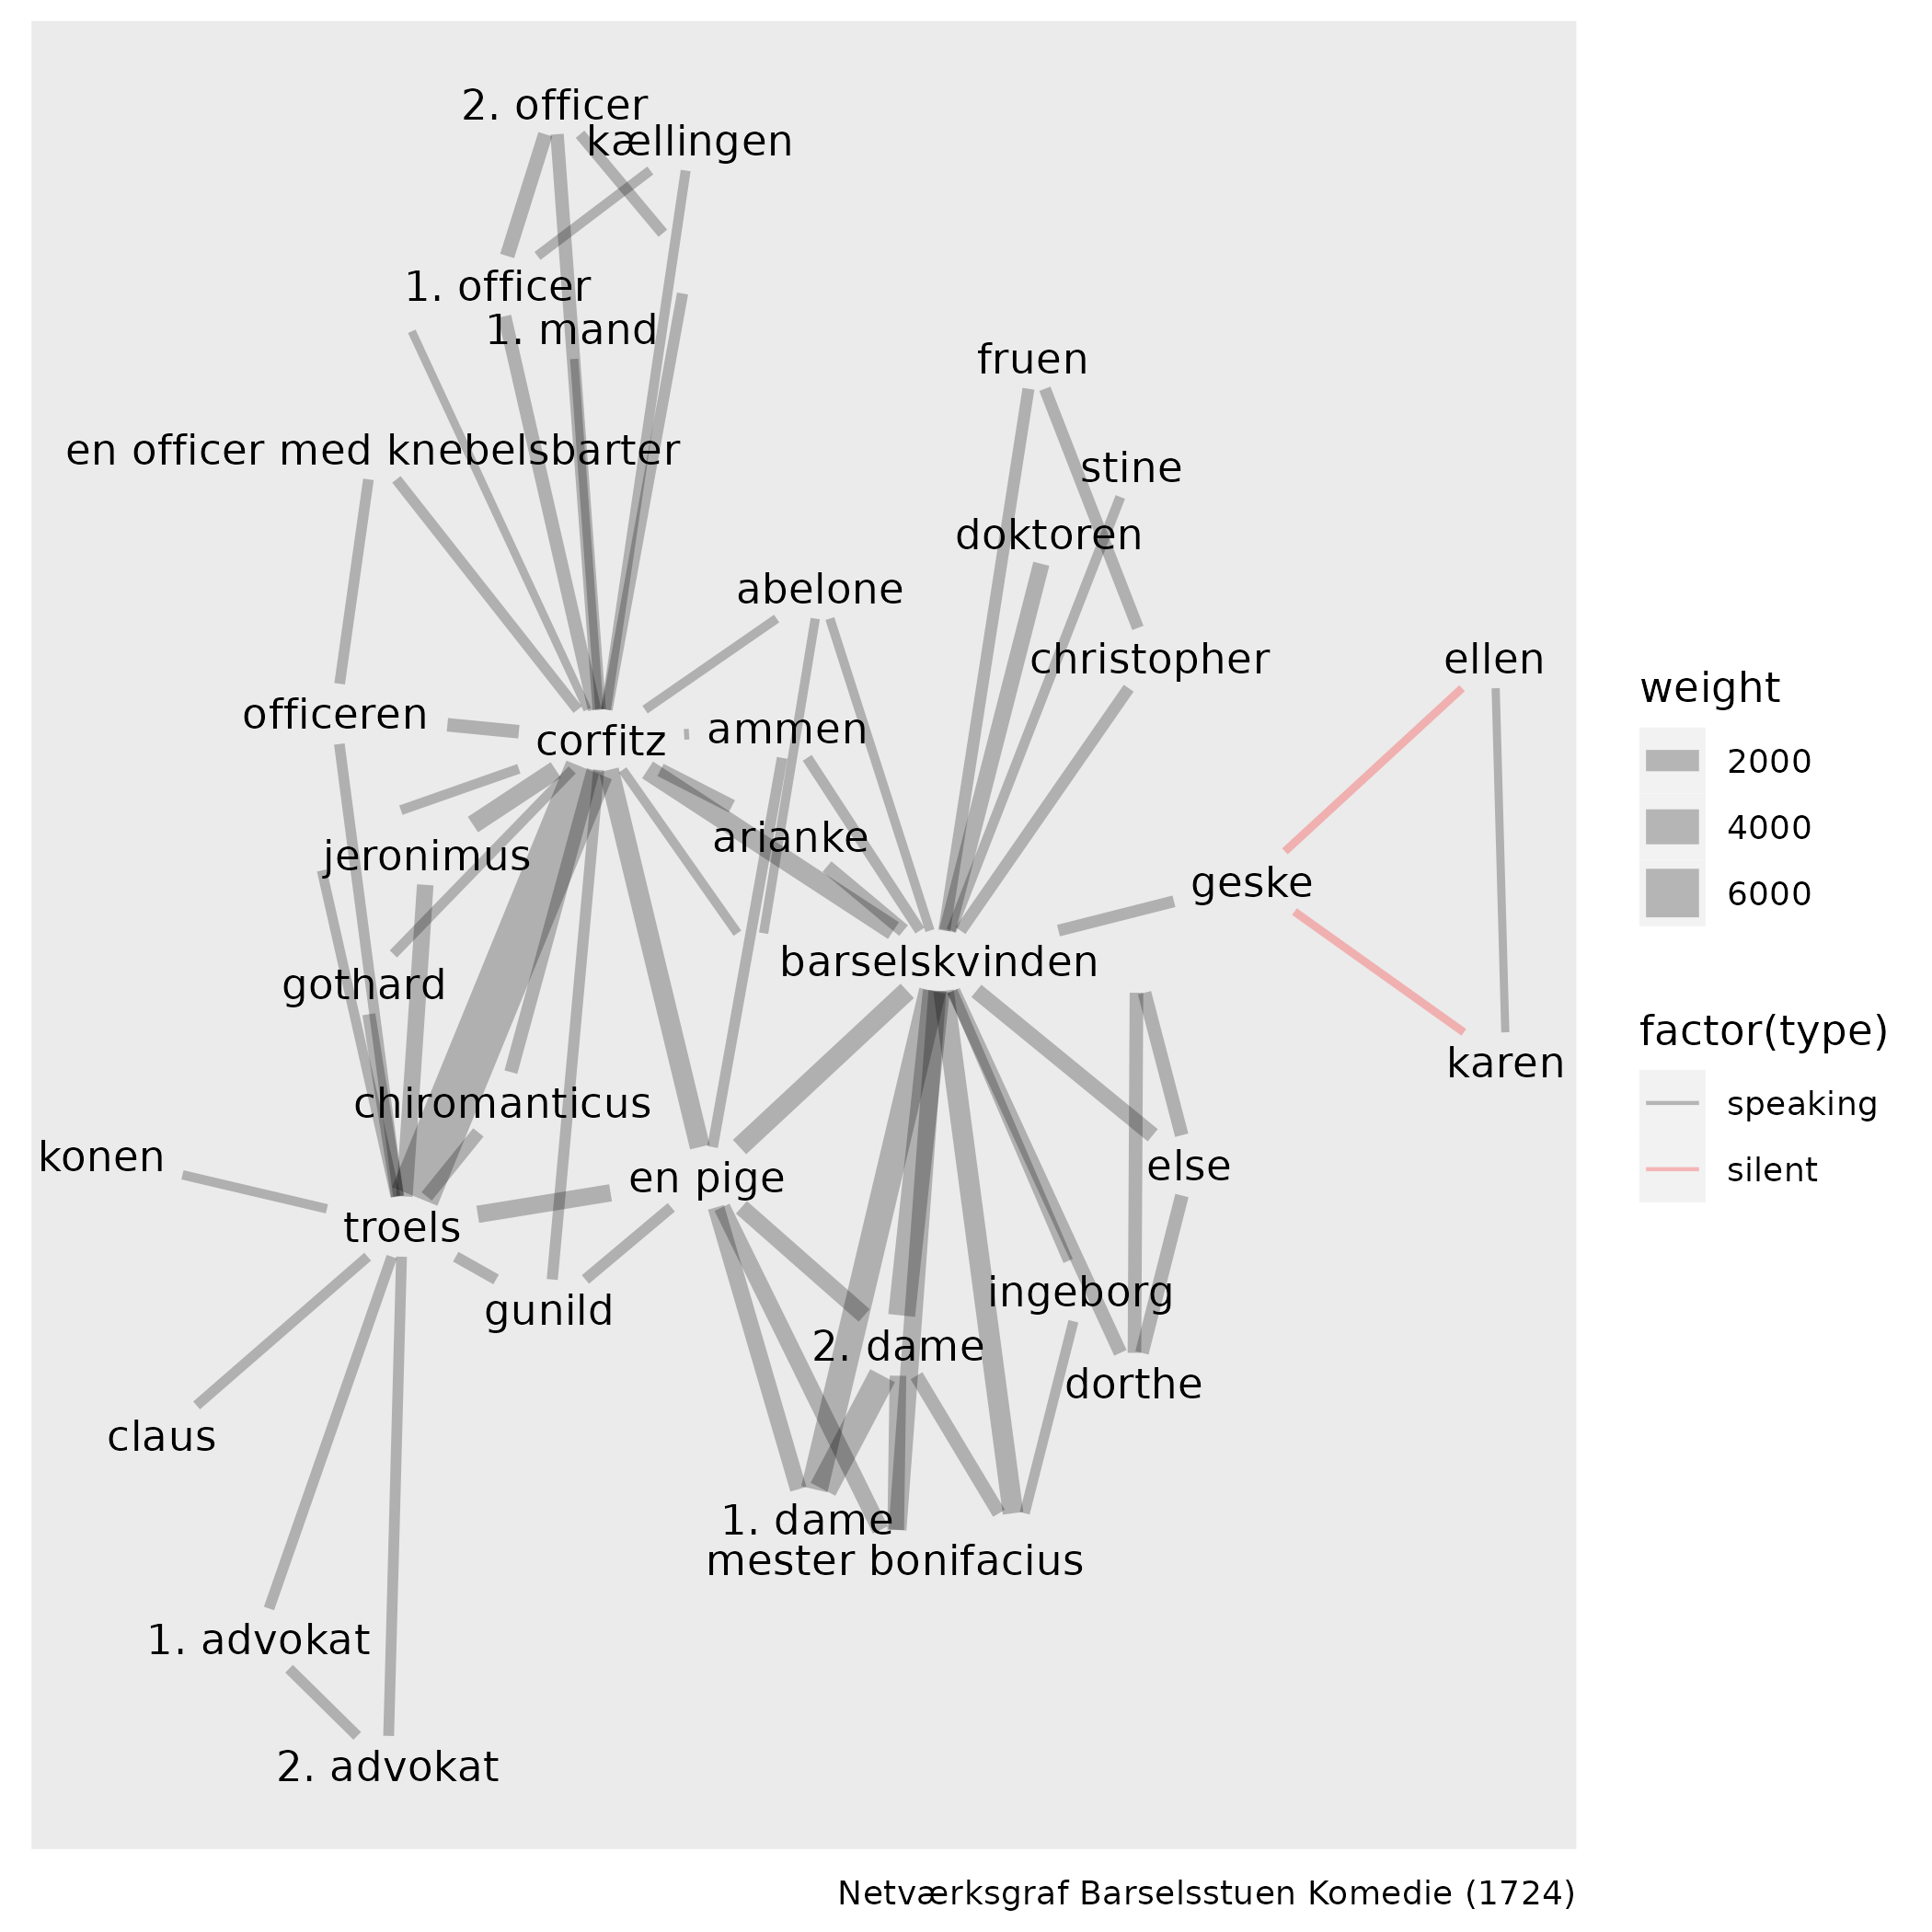 2. officer
kællingen
1. officer
1. mand
fruen
en officer med knebelsbarter
stine
doktoren
abelone
christopher
ellen
officeren
corfitz
ammen
arianke
jeronimus
geske
barselskvinden
gothard
karen
chiromanticus
konen
en pige
else
troels
gunild
ingeborg
2. dame
dorthe
claus
1. dame
mester bonifacius
1. advokat
2. advokat
weight
2000
4000
6000
factor(type)
speaking
silent
Netværksgraf Barselsstuen Komedie (1724)